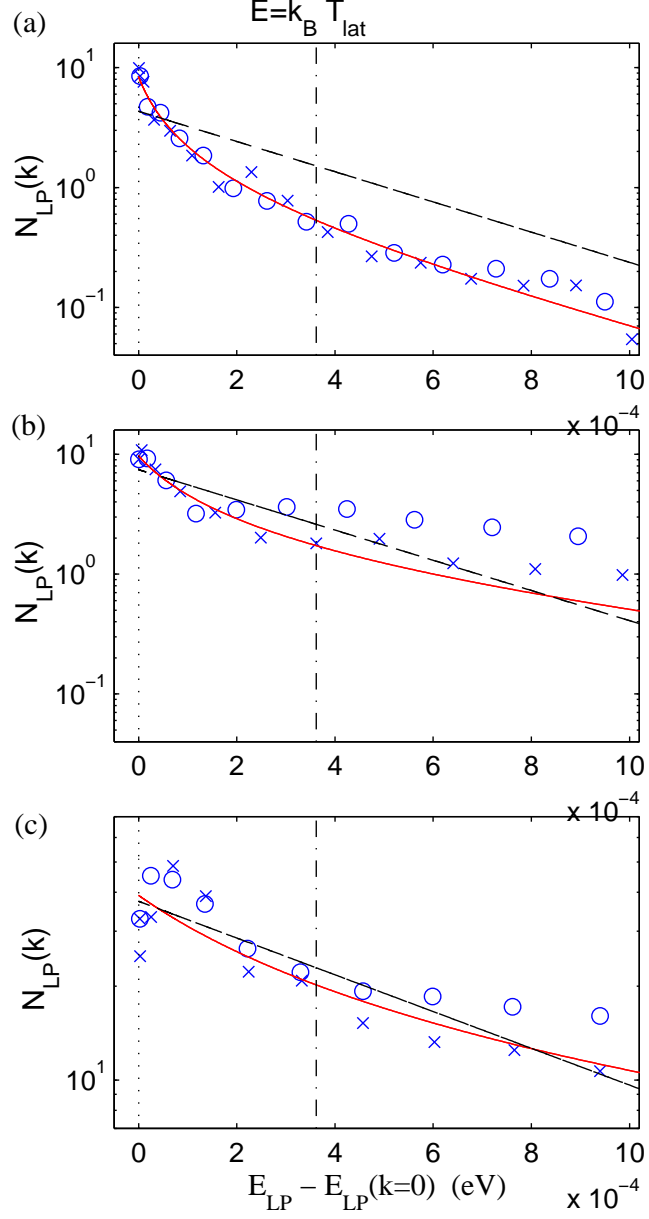 (a)
E=k_B T_lat
10^1
10^0
10^-1
N_LP(k)
0 2 4 6 8 10
x 10^-4
(b)
10^1
10^0
10^-1
N_LP(k)
0 2 4 6 8 10
x 10^-4
(c)
10^1
N_LP(k)
0 2 4 6 8 10
E_LP – E_LP(k=0) (eV)
x 10^-4